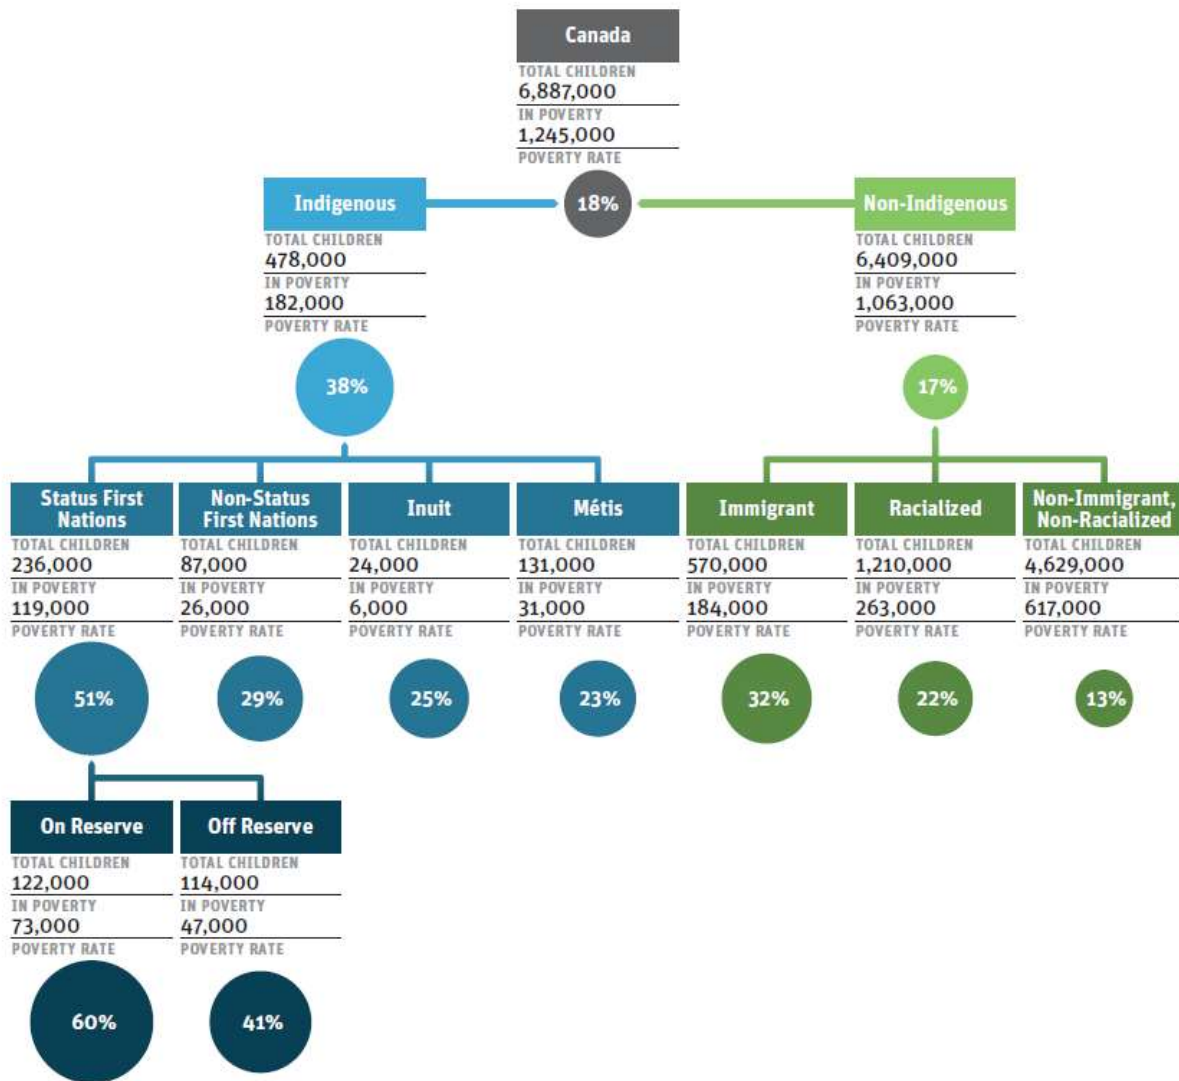 Canada
TOTAL CHILDREN
6,887,000
IN POVERTY
1,245,000
POVERTY RATE
18%
Indigenous
TOTAL CHILDREN
478,000
IN POVERTY
182,000
POVERTY RATE
38%
Non-Indigenous
TOTAL CHILDREN
6,409,000
IN POVERTY
1,063,000
POVERTY RATE
17%
Status First
Nations
TOTAL CHILDREN
236,000
IN POVERTY
119,000
POVERTY RATE
51%
Non-Status
First Nations
TOTAL CHILDREN
87,000
IN POVERTY
26,000
POVERTY RATE
29%
Inuit
TOTAL CHILDREN
24,000
IN POVERTY
6,000
POVERTY RATE
25%
Métis
TOTAL CHILDREN
131,000
IN POVERTY
31,000
POVERTY RATE
23%
Immigrant
TOTAL CHILDREN
570,000
IN POVERTY
184,000
POVERTY RATE
32%
Racialized
TOTAL CHILDREN
1,210,000
IN POVERTY
263,000
POVERTY RATE
22%
Non-Immigrant,
Non-Racialized
TOTAL CHILDREN
4,629,000
IN POVERTY
617,000
POVERTY RATE
13%
On Reserve
TOTAL CHILDREN
122,000
IN POVERTY
73,000
POVERTY RATE
60%
Off Reserve
TOTAL CHILDREN
114,000
IN POVERTY
47,000
POVERTY RATE
41%